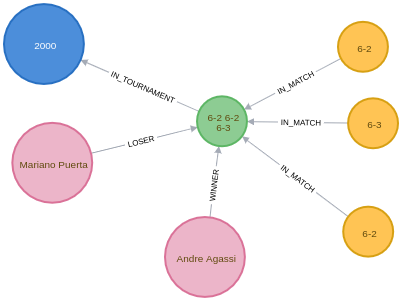 2000
6-2
IN_TOURNAMENT
IN_MATCH
6-2 6-2
6-3
IN_MATCH
6-3
LOSER
Mariano Puerta
IN_MATCH
WINNER
6-2
Andre Agassi